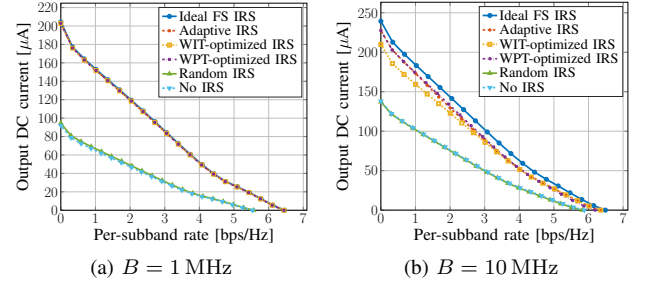 Output DC current [μA]
220
200
180
160
140
120
100
80
60
40
20
0
0 1 2 3 4 5 6 7
Per-subband rate [bps/Hz]
Ideal FS IRS
Adaptive IRS
WIT-optimized IRS
WPT-optimized IRS
Random IRS
No IRS
(a) B = 1 MHz
Output DC current [μA]
250
200
150
100
50
0
0 1 2 3 4 5 6 7
Per-subband rate [bps/Hz]
Ideal FS IRS
Adaptive IRS
WIT-optimized IRS
WPT-optimized IRS
Random IRS
No IRS
(b) B = 10 MHz